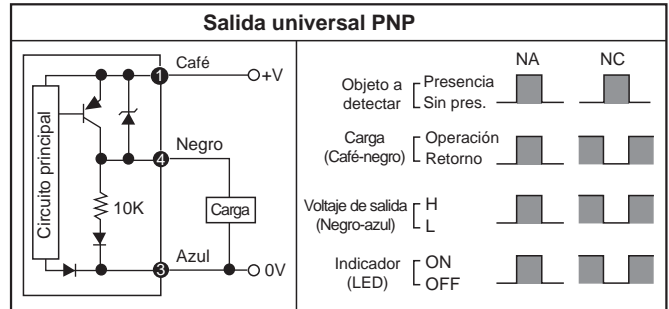 Salida universal PNP
Circuito principal
1 Café
+V
4 Negro
10K
Carga
3 Azul
0V
NA NC
Objeto a detectar
Presencia
Sin pres.
Carga
(Café-negro)
Operación
Retorno
Voltaje de salida
(Negro-azul)
H
L
Indicador
(LED)
ON
OFF